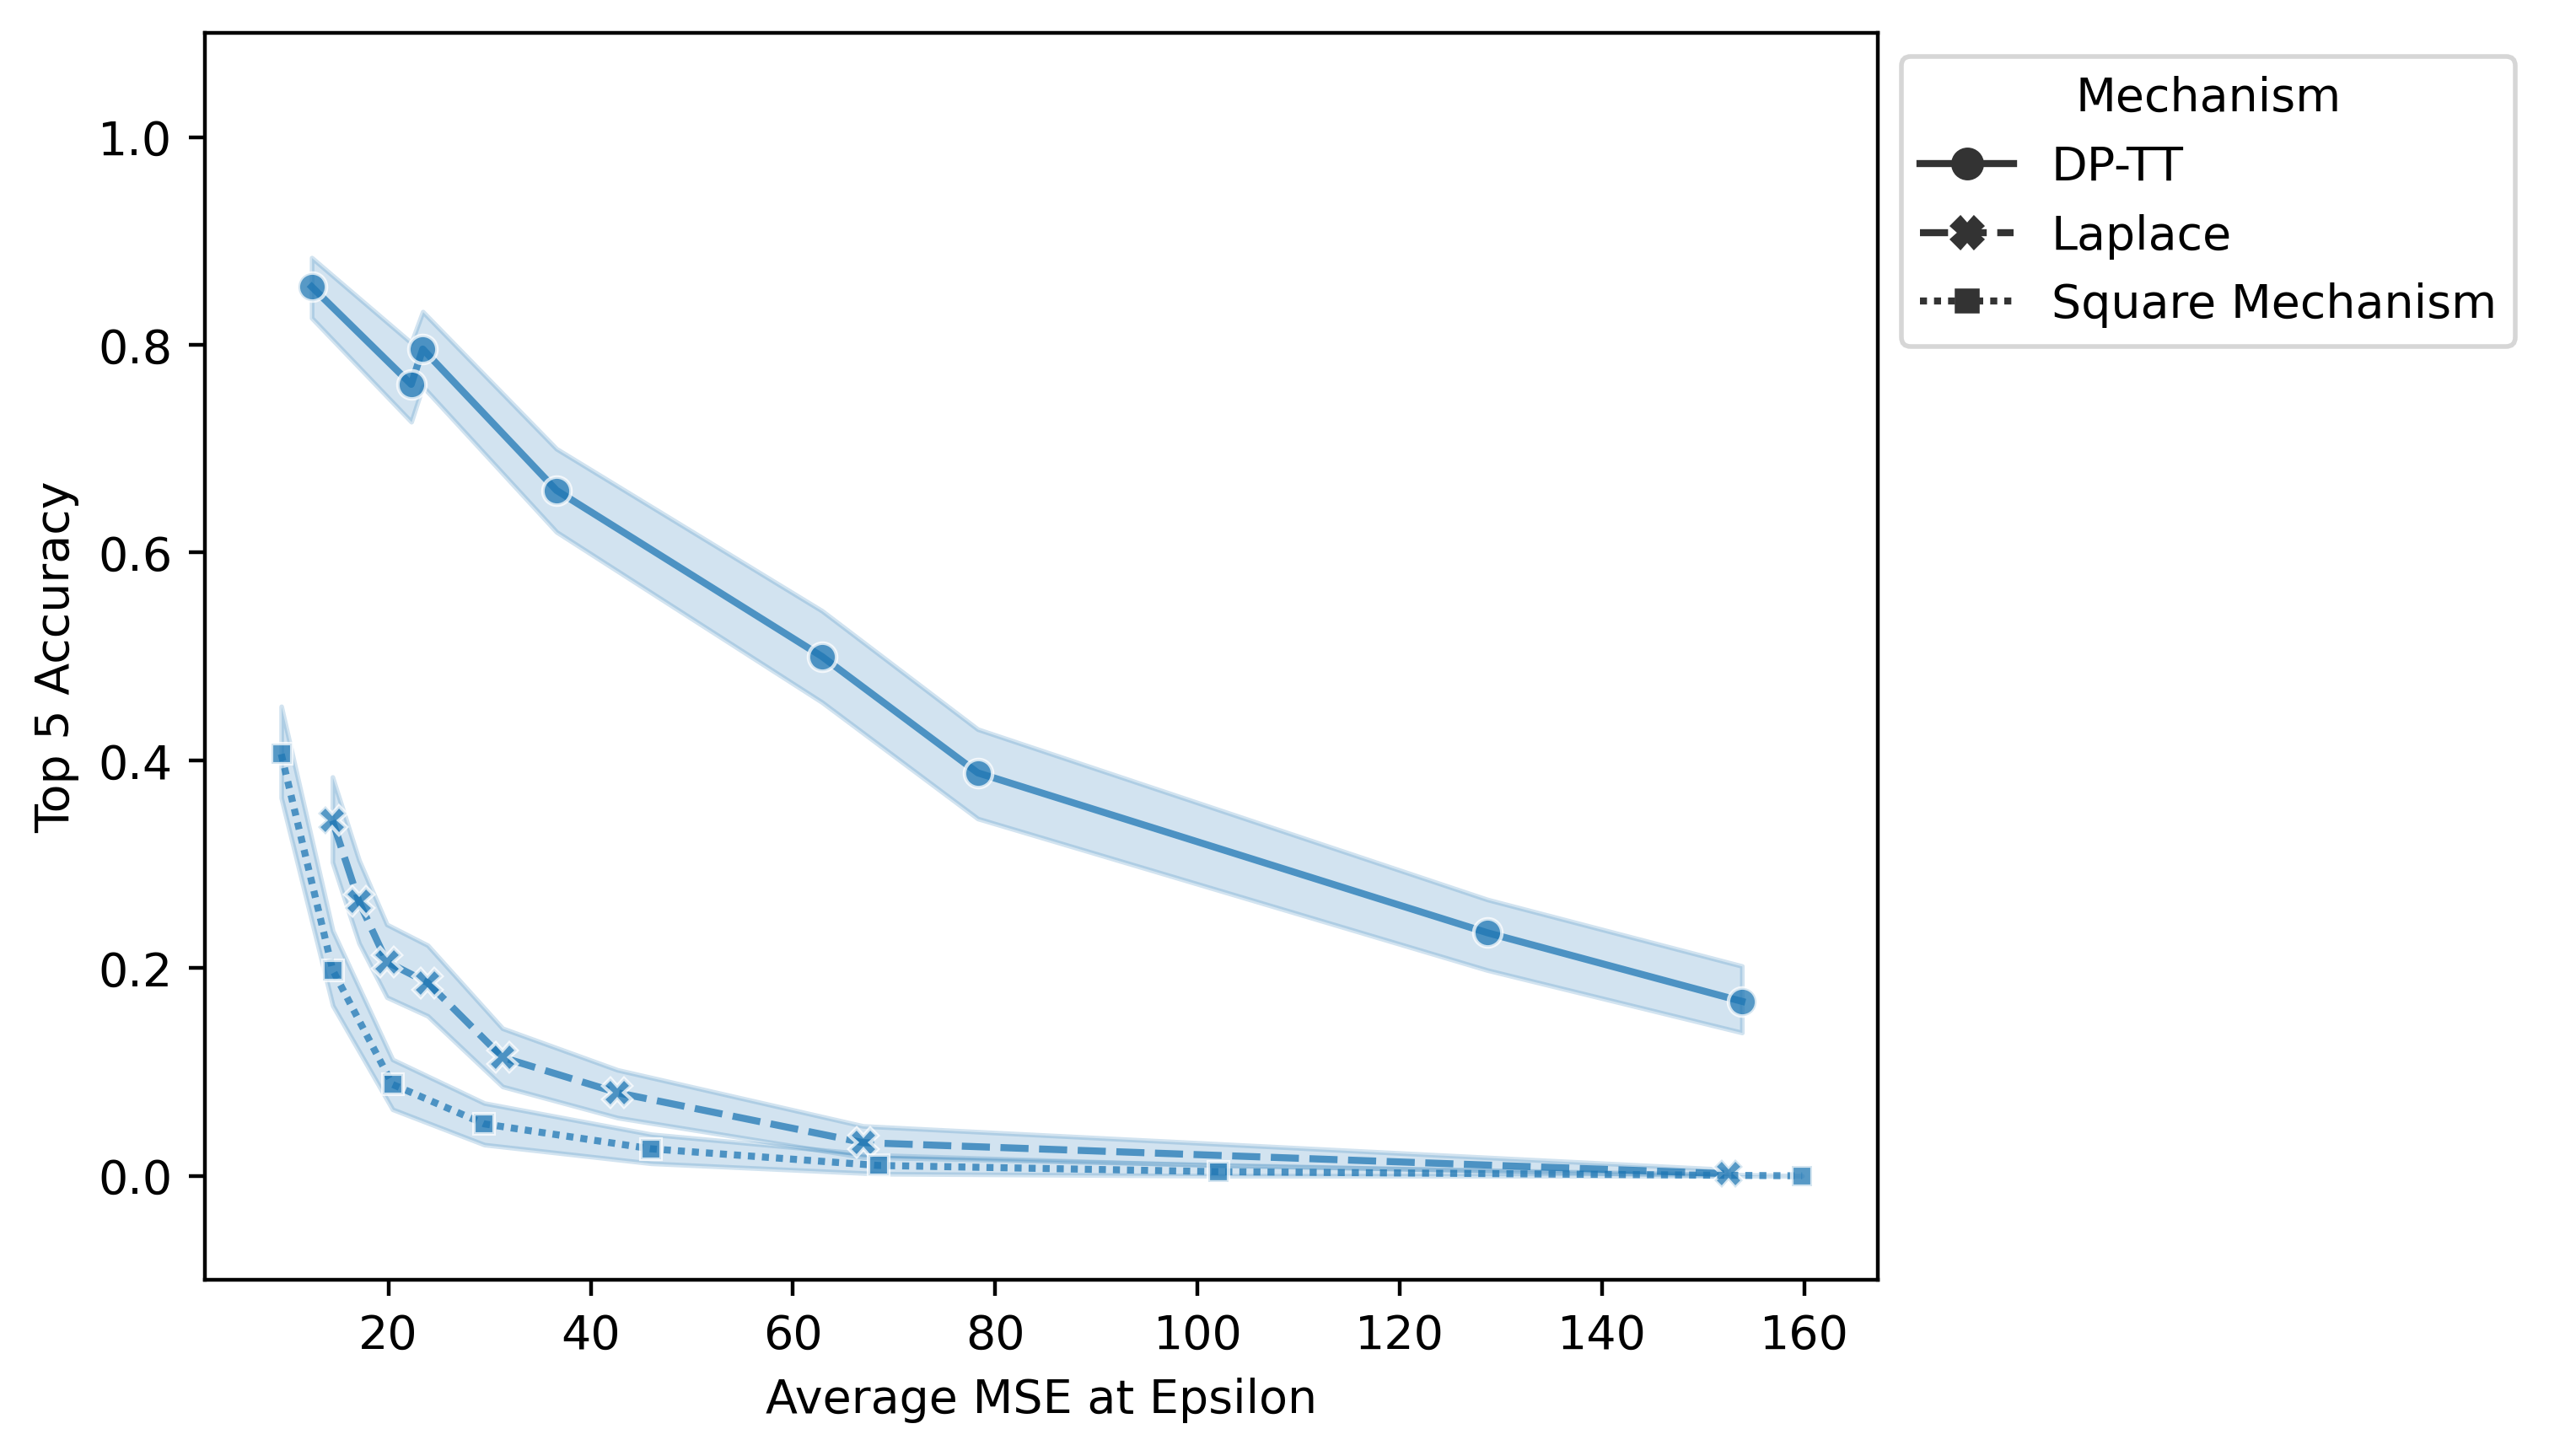 Mechanism
DP-TT
Laplace
Square Mechanism
Top 5 Accuracy
1.0
0.8
0.6
0.4
0.2
0.0
20 40 60 80 100 120 140 160
Average MSE at Epsilon